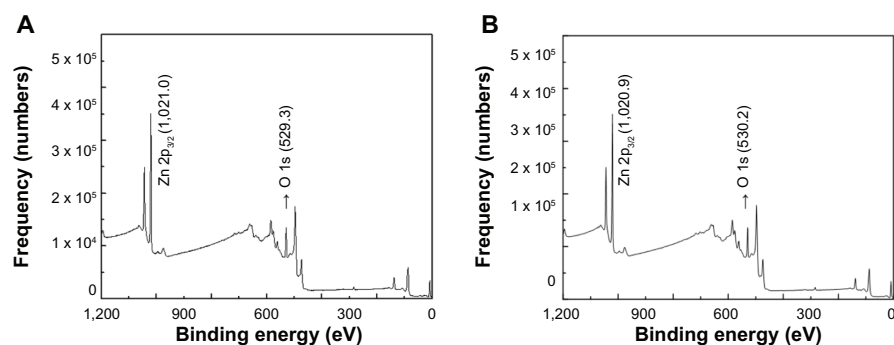 A
Frequency (numbers)
5 x 10⁵
4 x 10⁵
3 x 10⁵
2 x 10⁵
1 x 10⁴
0
Zn 2p3/2 (1,021.0)
→ O 1s (529.3)
1,200
900
600
300
0
Binding energy (eV)
B
Frequency (numbers)
5 x 10⁵
4 x 10⁵
3 x 10⁵
2 x 10⁵
1 x 10⁵
0
Zn 2p3/2 (1,020.9)
→ O 1s (530.2)
1,200
900
600
300
0
Binding energy (eV)